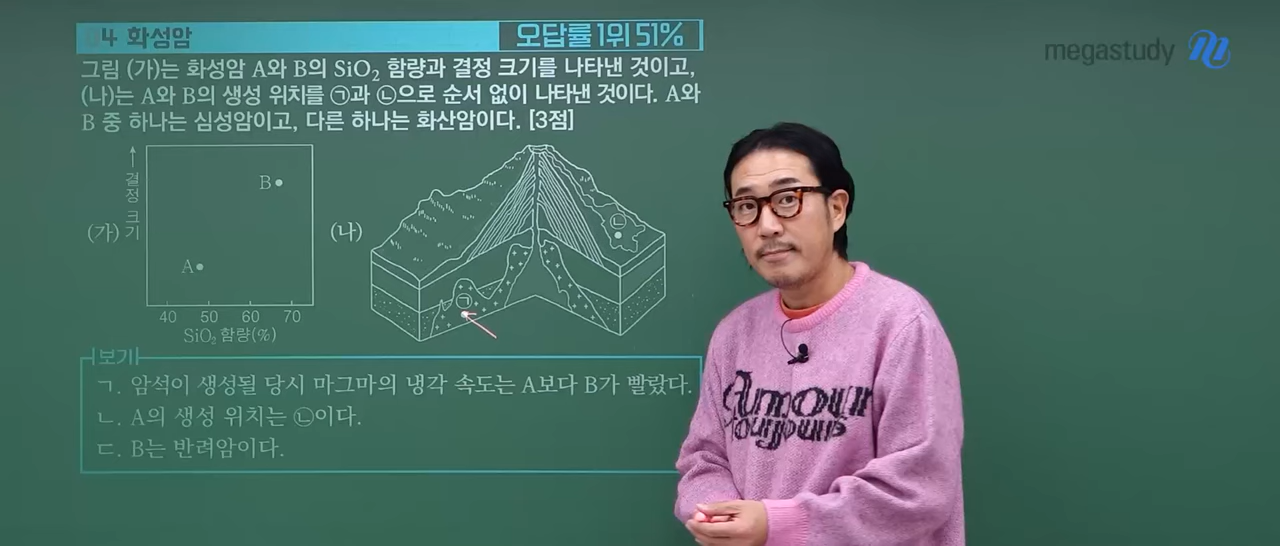 04 화성암
오답률 1위 51%
megastudy
그림 (가)는 화성암 A와 B의 SiO₂ 함량과 결정 크기를 나타낸 것이고,
(나)는 A와 B의 생성 위치를 ㉠과 ㉡으로 순서 없이 나타낸 것이다. A와
B 중 하나는 심성암이고, 다른 하나는 화산암이다. [3점]
(가)
결정 크기
B
A
40 50 60 70
SiO₂ 함량(%)
(나)
㉡
㉠
보기
ㄱ. 암석이 생성될 당시 마그마의 냉각 속도는 A보다 B가 빨랐다.
ㄴ. A의 생성 위치는 ㉡이다.
ㄷ. B는 반려암이다.
Amour
toujours